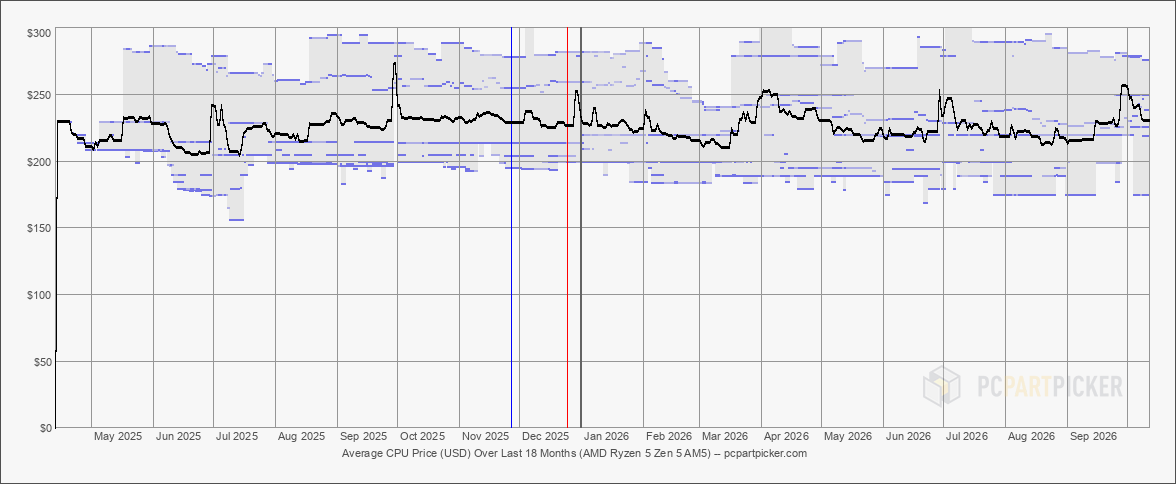 $300
$250
$200
$150
$100
$50
$0
May 2025 Jun 2025 Jul 2025 Aug 2025 Sep 2025 Oct 2025 Nov 2025 Dec 2025 Jan 2026 Feb 2026 Mar 2026 Apr 2026 May 2026 Jun 2026 Jul 2026 Aug 2026 Sep 2026
PCPARTPICKER
Average CPU Price (USD) Over Last 18 Months (AMD Ryzen 5 Zen 5 AM5) – pcpartpicker.com